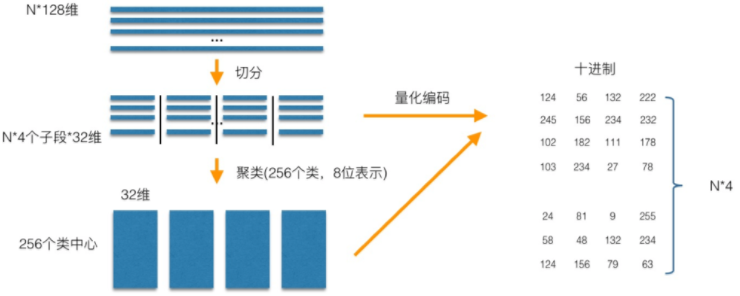 N*128维
...
切分
N*4个子段*32维
...
量化编码
聚类(256个类，8位表示)
32维
256个类中心
十进制
124 56 132 222
245 156 234 232
102 182 111 178
103 234 27 78
24 81 9 255
58 48 132 234
124 156 79 63
N*4